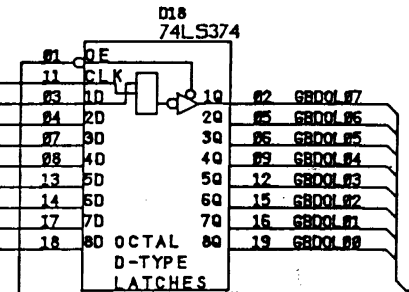 D18
74LS374
01 OE
11 CLK
03 1D 1Q 02 GBDOL07
04 2D 2Q 05 GBDOL06
07 3D 3Q 06 GBDOL05
08 4D 4Q 09 GBDOL04
13 5D 5Q 12 GBDOL03
14 6D 6Q 15 GBDOL02
17 7D 7Q 16 GBDOL01
18 8D OCTAL 8Q 19 GBDOL00
D-TYPE
LATCHES